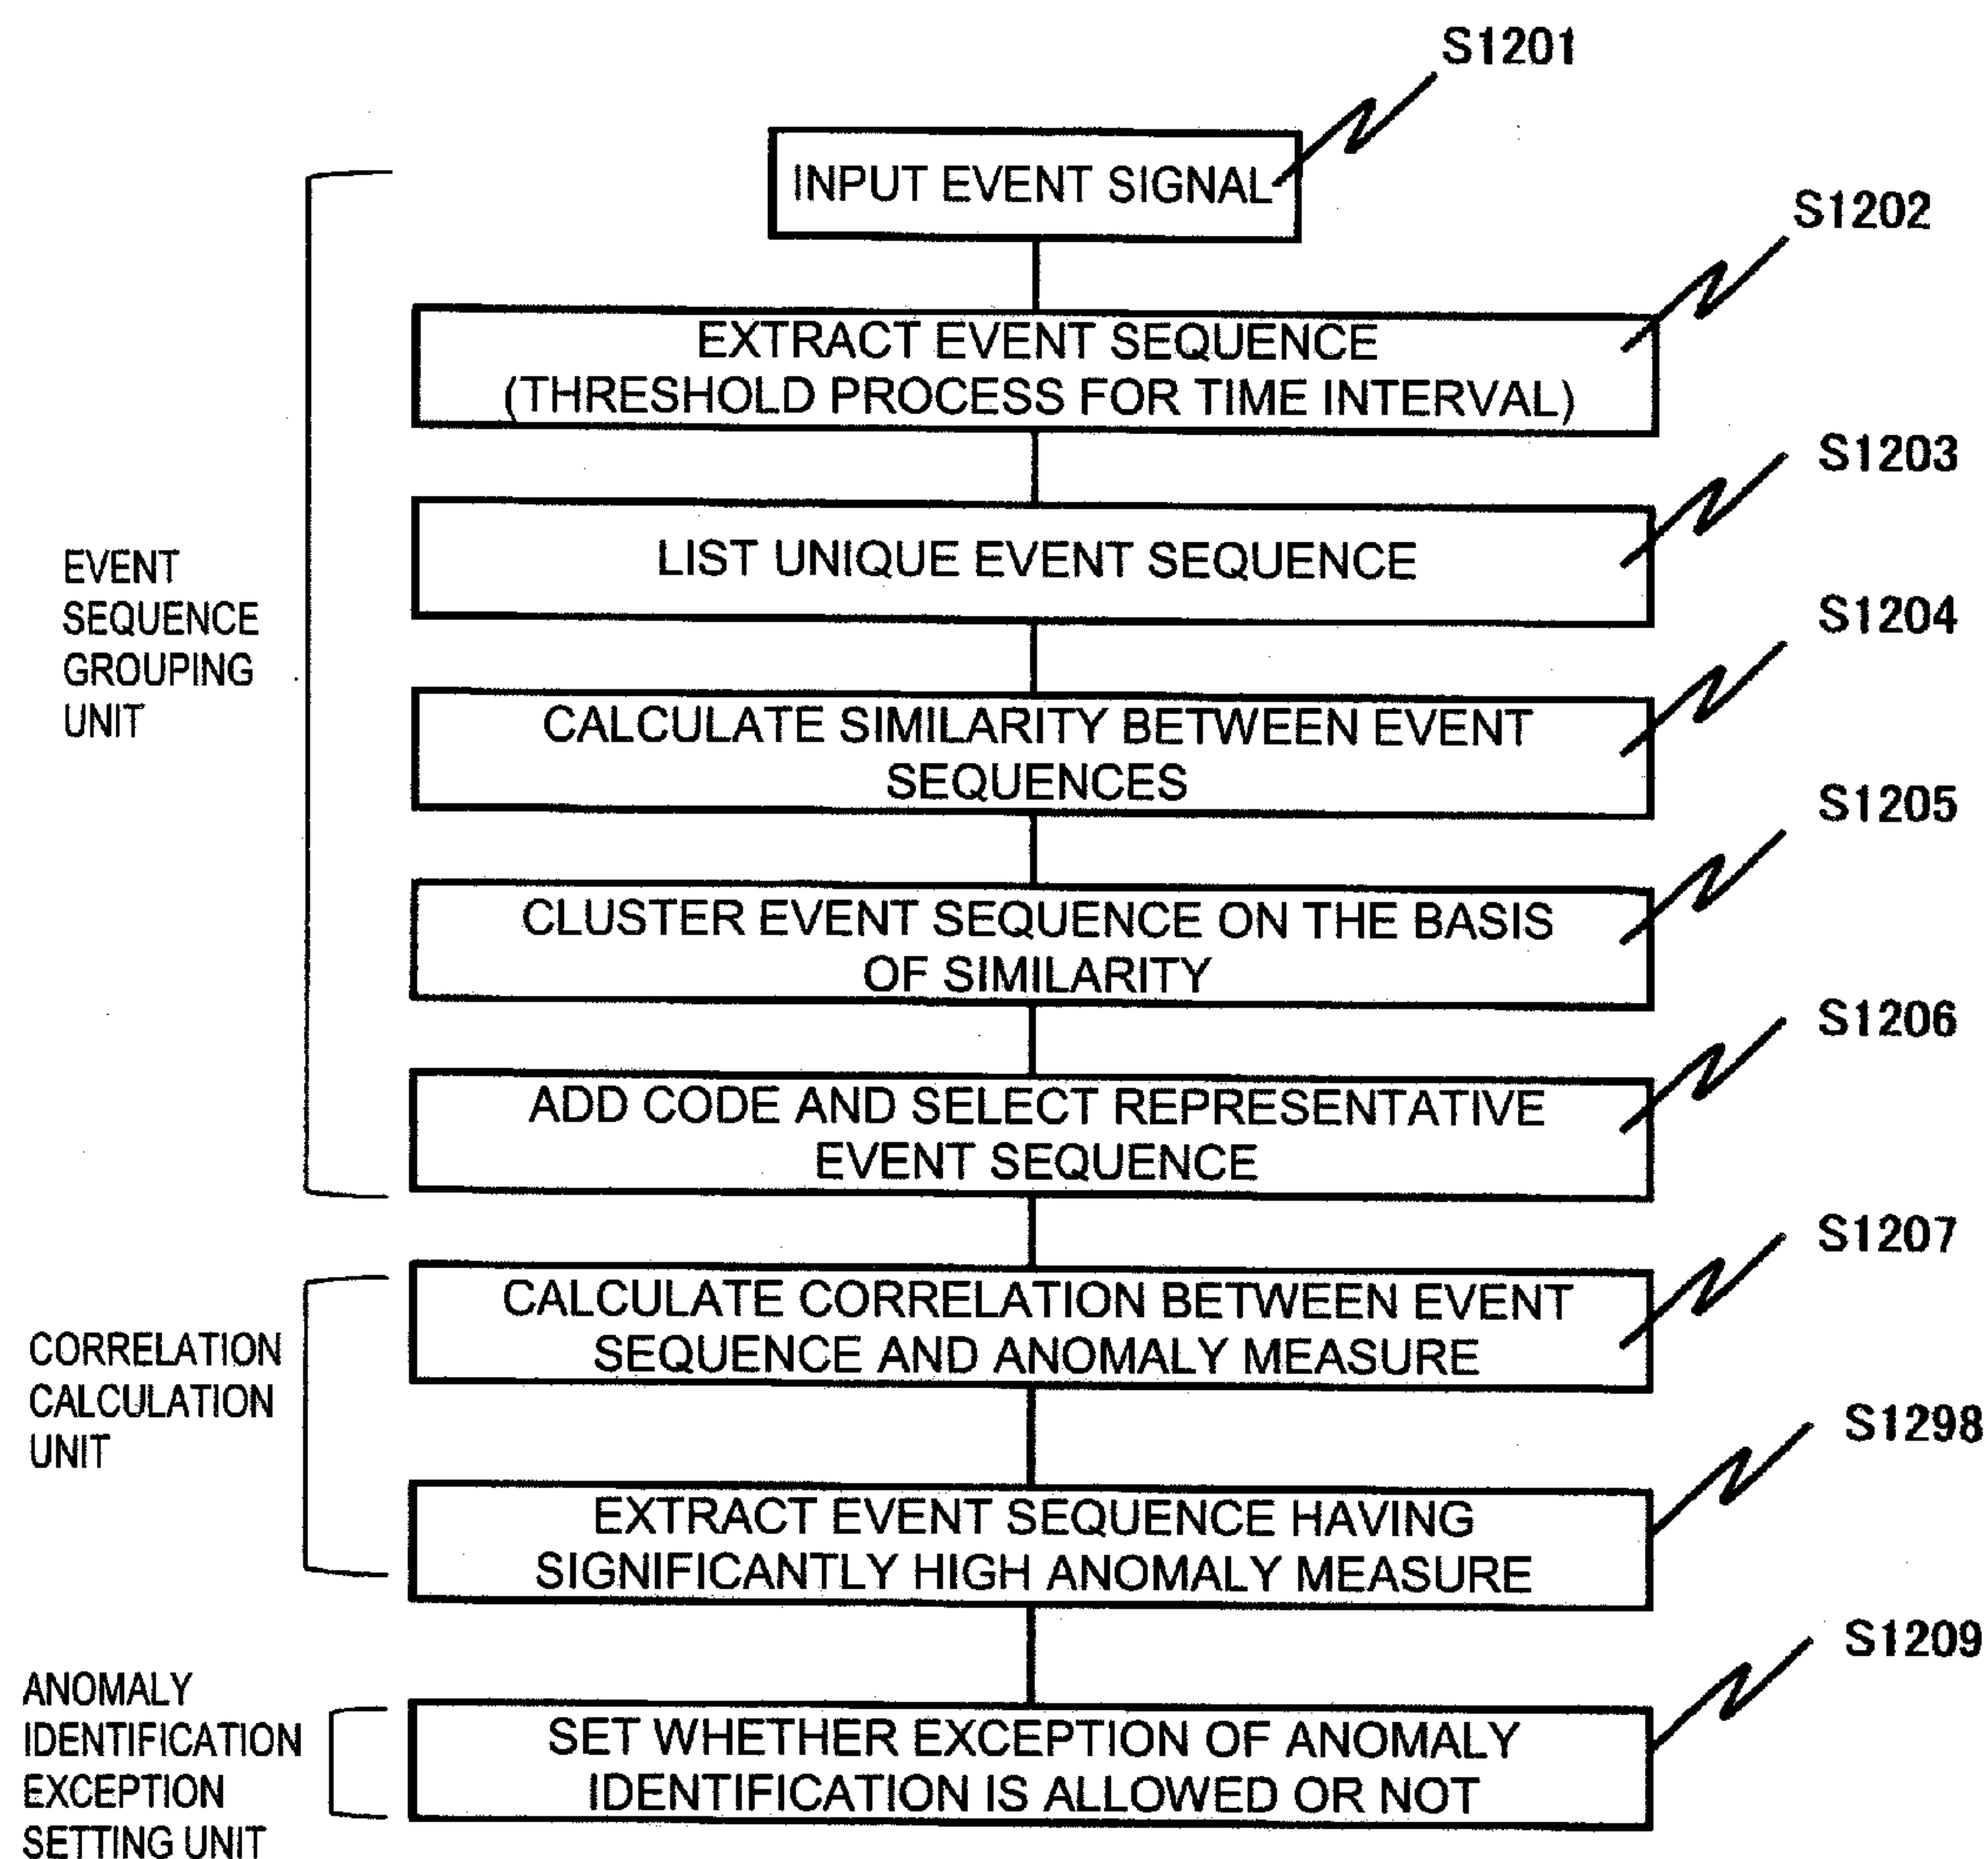 S1201
INPUT EVENT SIGNAL
S1202
EXTRACT EVENT SEQUENCE
(THRESHOLD PROCESS FOR TIME INTERVAL)
S1203
LIST UNIQUE EVENT SEQUENCE
EVENT
SEQUENCE
GROUPING
UNIT
S1204
CALCULATE SIMILARITY BETWEEN EVENT
SEQUENCES
S1205
CLUSTER EVENT SEQUENCE ON THE BASIS
OF SIMILARITY
S1206
ADD CODE AND SELECT REPRESENTATIVE
EVENT SEQUENCE
S1207
CALCULATE CORRELATION BETWEEN EVENT
SEQUENCE AND ANOMALY MEASURE
CORRELATION
CALCULATION
UNIT
S1298
EXTRACT EVENT SEQUENCE HAVING
SIGNIFICANTLY HIGH ANOMALY MEASURE
S1209
ANOMALY
IDENTIFICATION
EXCEPTION
SETTING UNIT
SET WHETHER EXCEPTION OF ANOMALY
IDENTIFICATION IS ALLOWED OR NOT